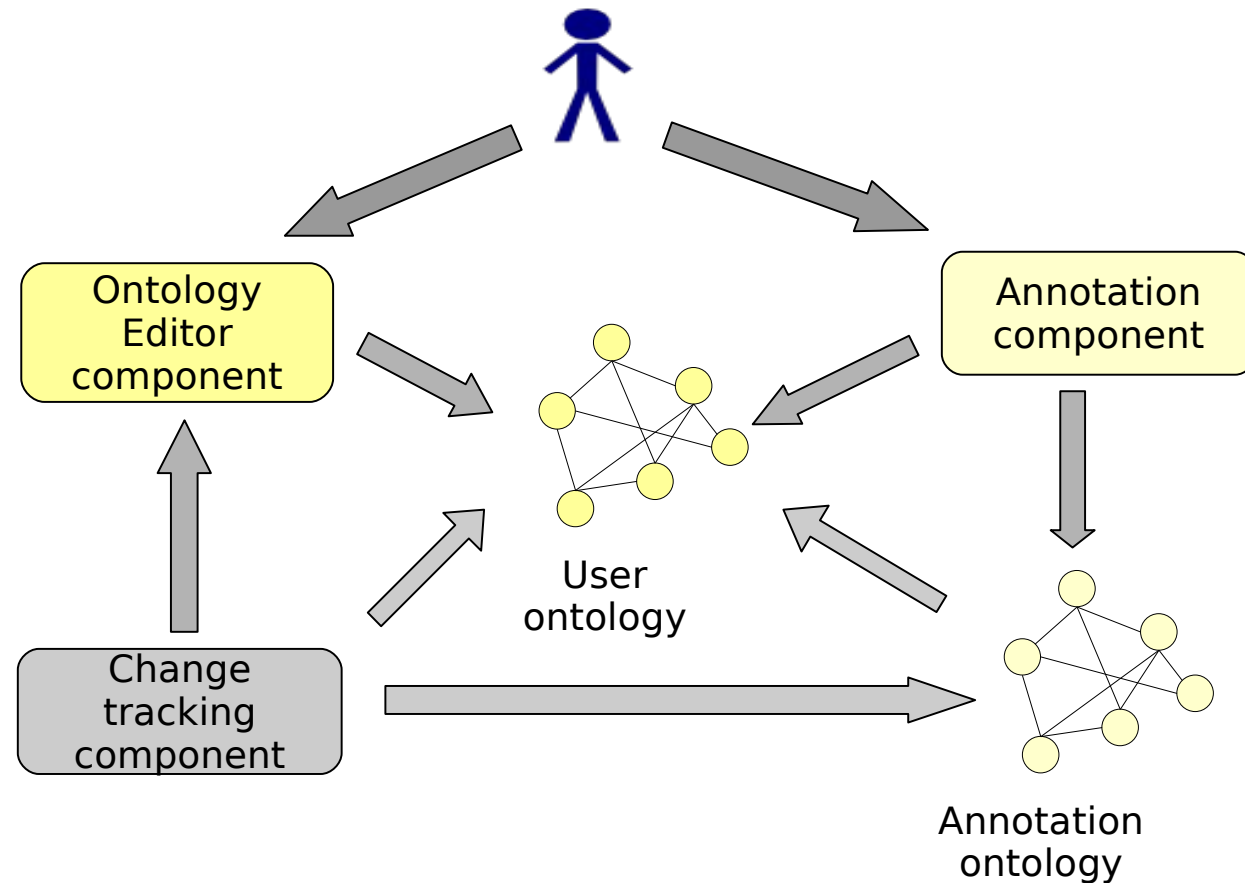 Ontology
Editor
component
Annotation
component
User
ontology
Change
tracking
component
Annotation
ontology